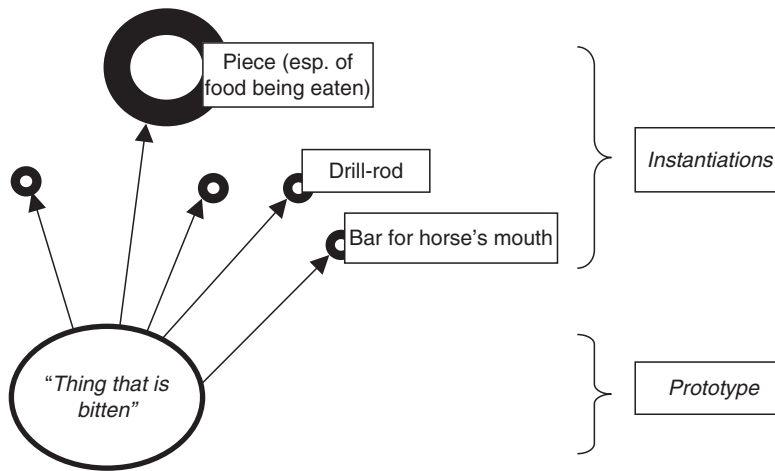 Piece (esp. of
food being eaten)
Instantiations
Drill-rod
Bar for horse's mouth
"Thing that is
bitten"
Prototype